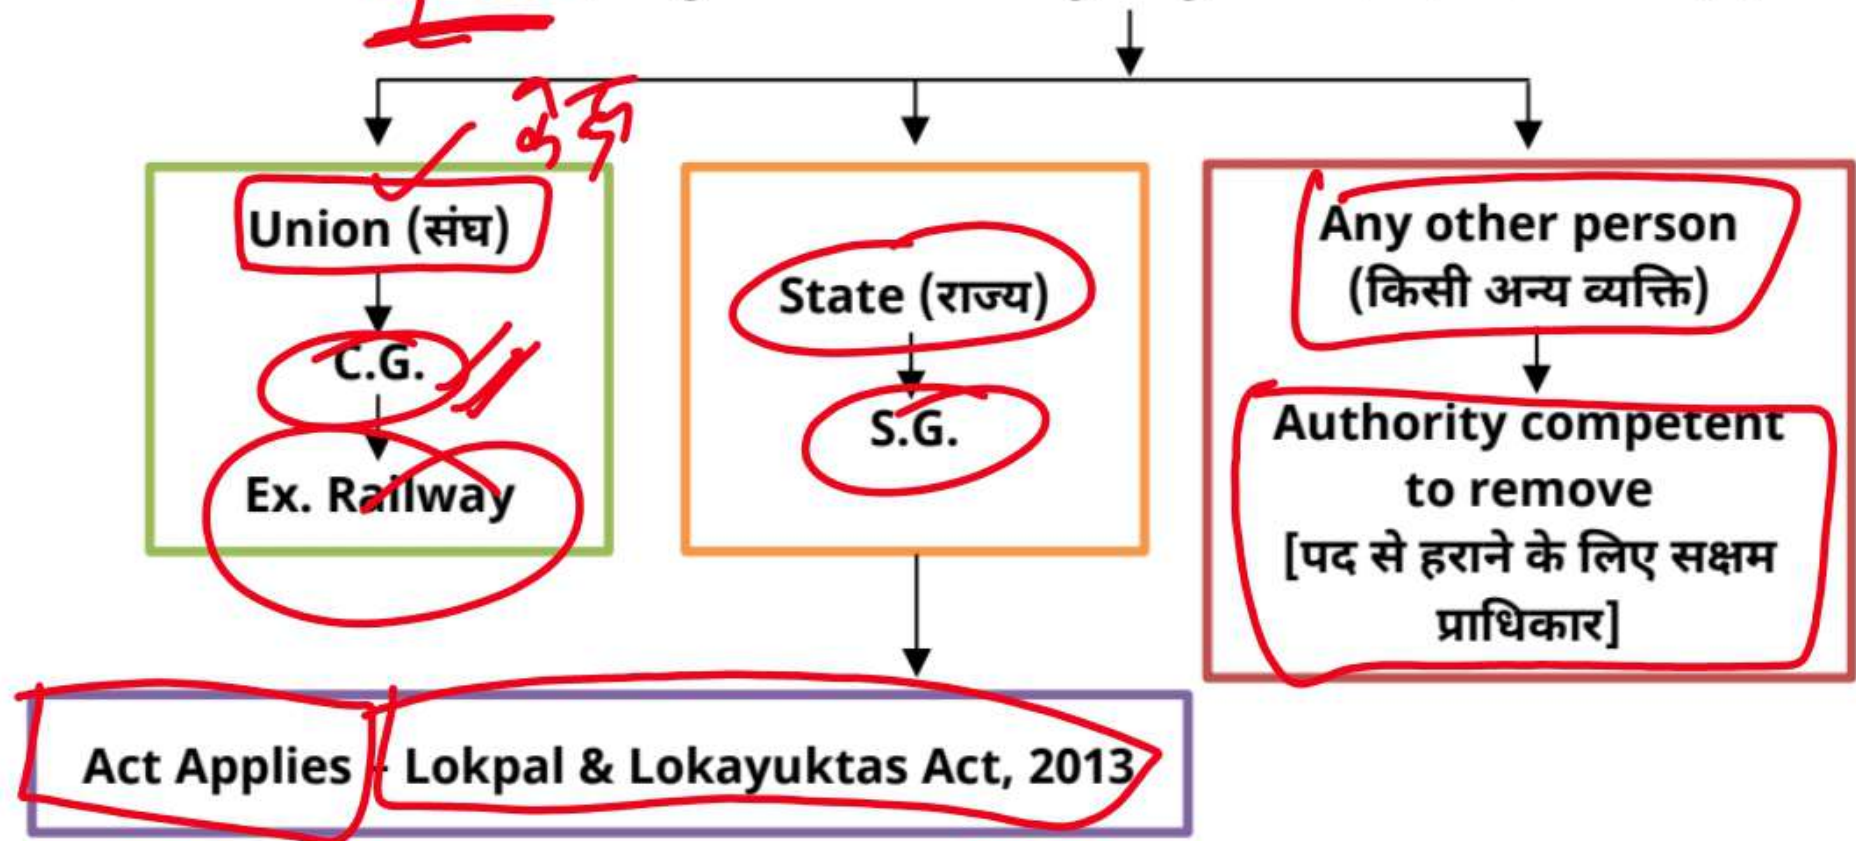 केंद्र
Union (संघ)
C.G.
Ex. Railway
State (राज्य)
S.G.
Any other person
(किसी अन्य व्यक्ति)
Authority competent
to remove
[पद से हराने के लिए सक्षम
प्राधिकार]
Act Applies - Lokpal & Lokayuktas Act, 2013